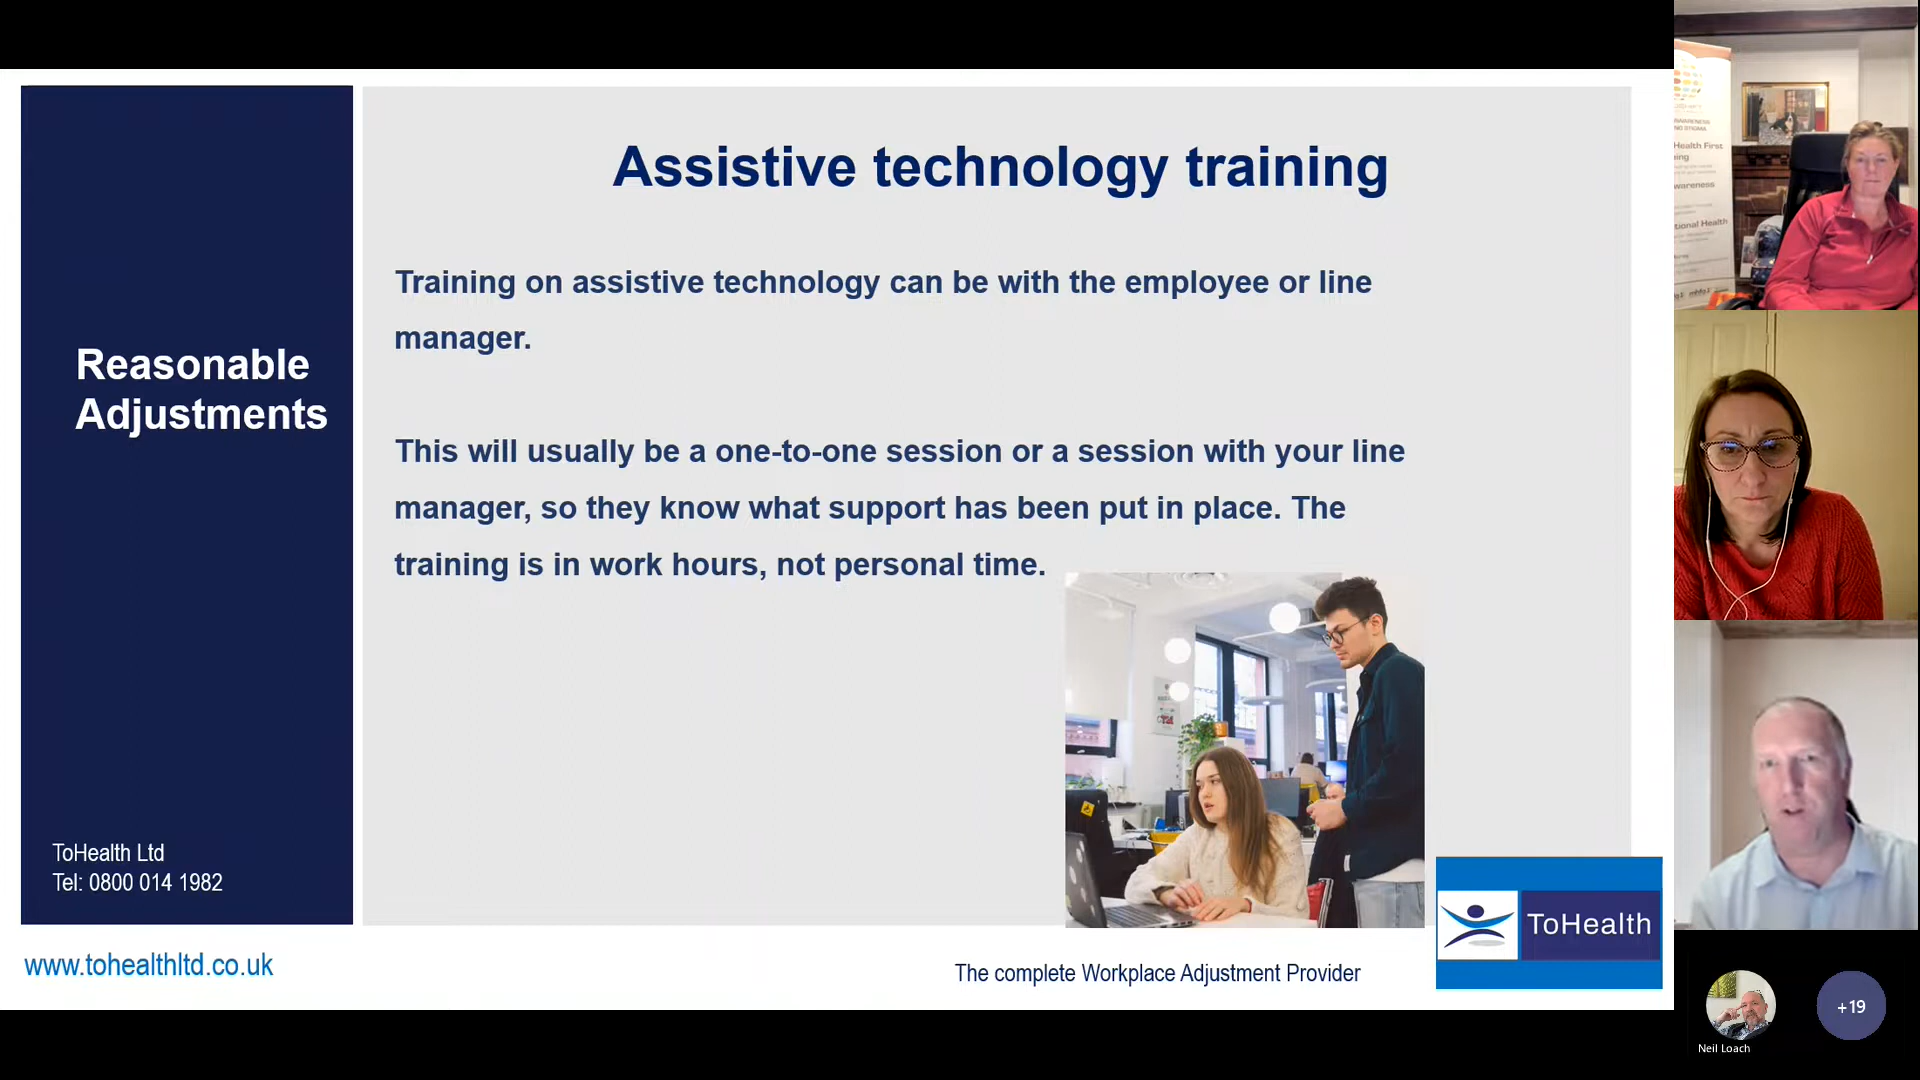 Reasonable
Adjustments
ToHealth Ltd
Tel: 0800 014 1982
Assistive technology training
Training on assistive technology can be with the employee or line
manager.
This will usually be a one-to-one session or a session with your line
manager, so they know what support has been put in place. The
training is in work hours, not personal time.
ToHealth
www.tohealthltd.co.uk
The complete Workplace Adjustment Provider
Health First
wareness
tional Health
+19
Neil Loach